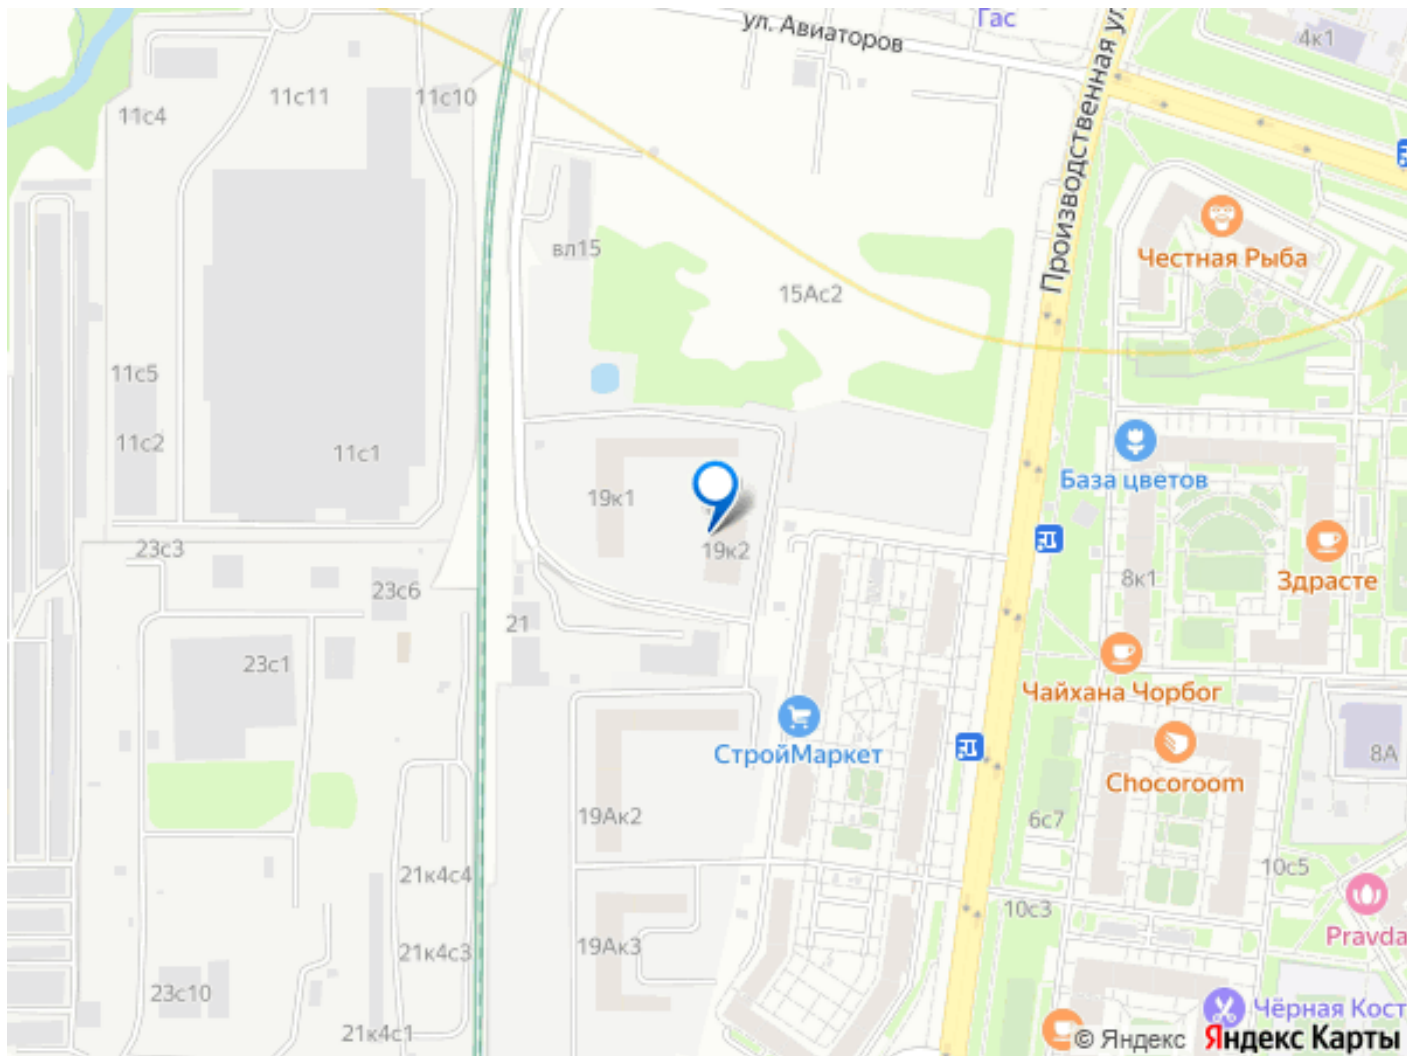 Гас
ул. Авиаторов
4к1
Производственная ул.
11с11
11с10
11с4
Честная Рыба
вл15
15Ас2
11с5
11с2
11с1
База цветов
19к1
19к2
23с3
8к1
Здрасте
23с6
21
23с1
Чайхана Чорбог
СтройМаркет
8А
Chocoroom
19Ак2
6с7
10с5
21к4с4
10с3
Pravda
19Ак3
21к4с3
23с10
Чёрная Кост
21к4с1
© Яндекс Яндекс Карты